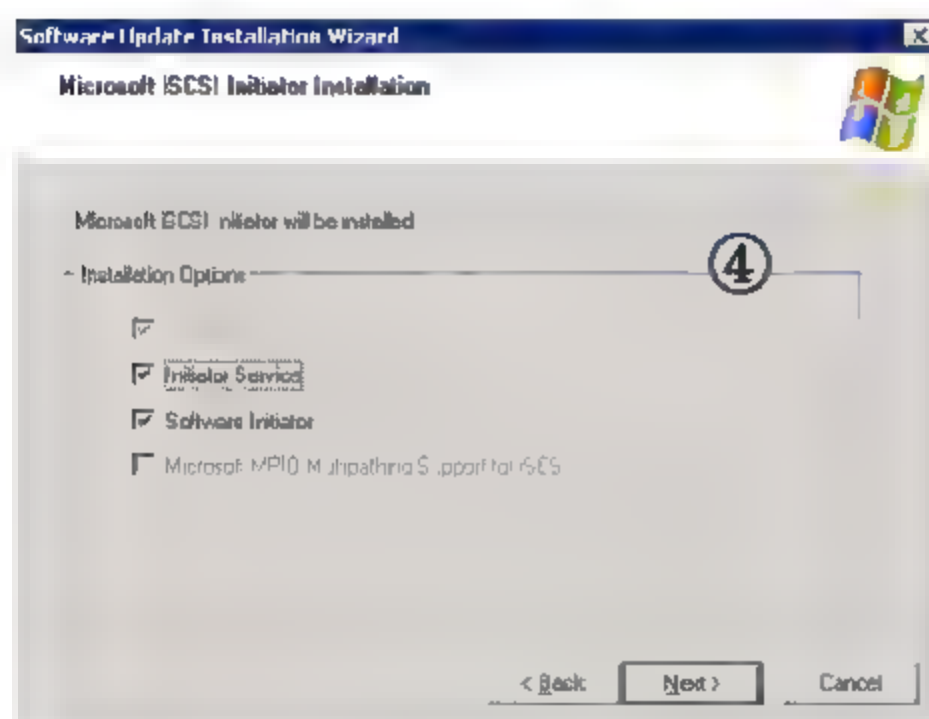 Software Update Installation Wizard
Microsoft iSCSI Initiator Installation
Microsoft iSCSI Initiator will be installed
④
Installation Options
Initiator Service
Software Initiator
Microsoft MPIO Multipathing Support for iSCSI
< Back
Next >
Cancel